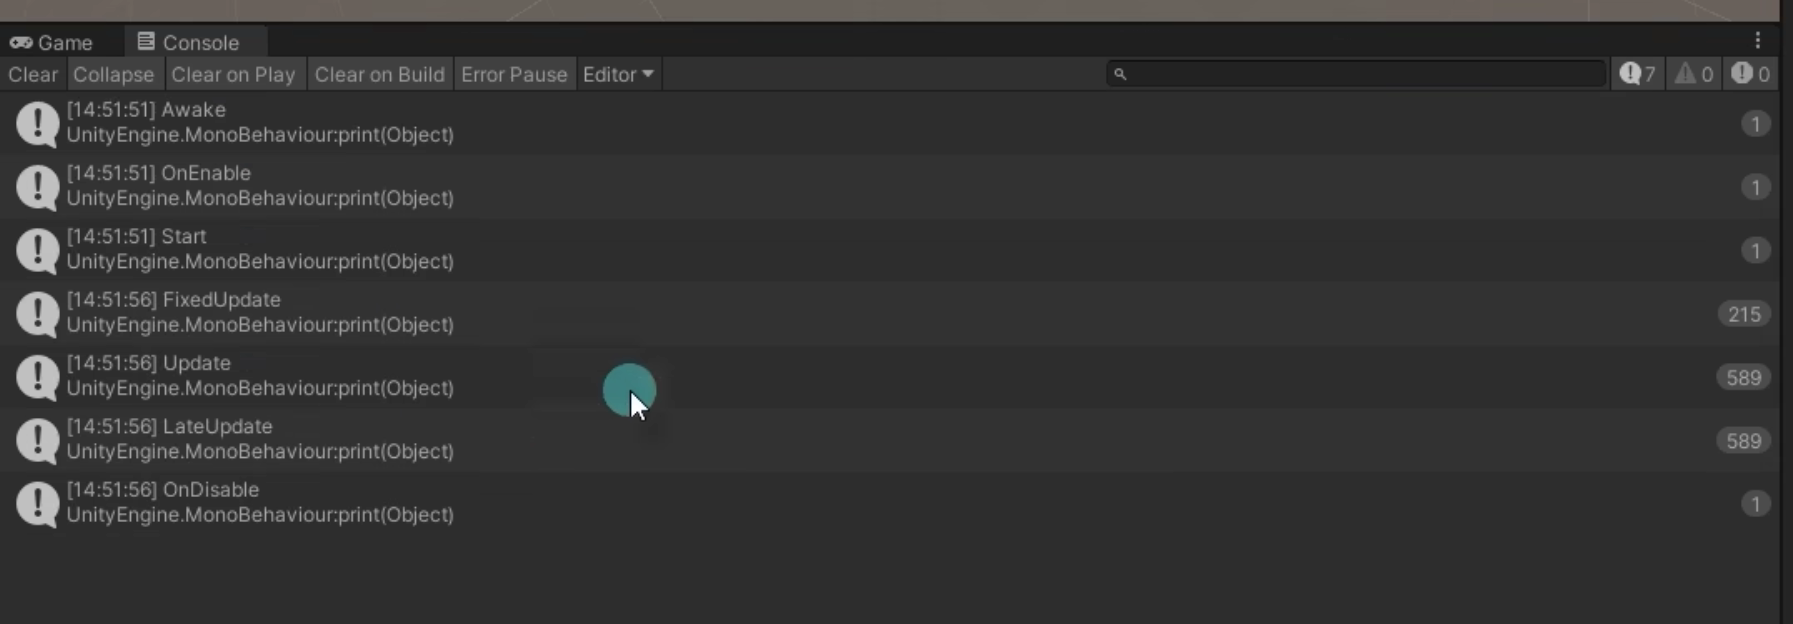 Game Console
Clear Collapse Clear on Play Clear on Build Error Pause Editor 7 0 0
[14:51:51] Awake
UnityEngine.MonoBehaviour:print(Object)
1
[14:51:51] OnEnable
UnityEngine.MonoBehaviour:print(Object)
1
[14:51:51] Start
UnityEngine.MonoBehaviour:print(Object)
1
[14:51:56] FixedUpdate
UnityEngine.MonoBehaviour:print(Object)
215
[14:51:56] Update
UnityEngine.MonoBehaviour:print(Object)
589
[14:51:56] LateUpdate
UnityEngine.MonoBehaviour:print(Object)
589
[14:51:56] OnDisable
UnityEngine.MonoBehaviour:print(Object)
1